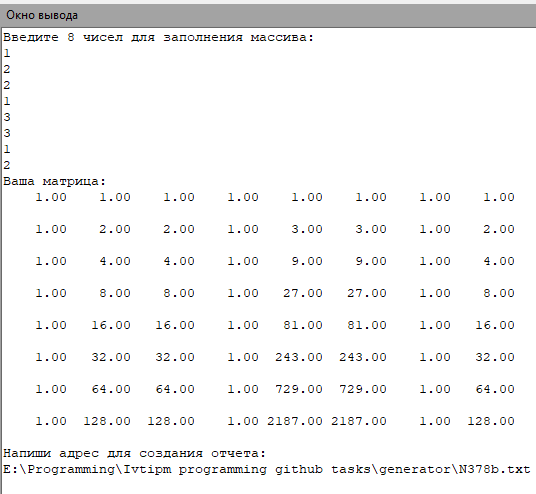 Окно вывода
Введите 8 чисел для заполнения массива:
1
2
2
1
3
3
1
2
Ваша матрица:
1.00 1.00 1.00 1.00 1.00 1.00 1.00 1.00
1.00 2.00 2.00 1.00 3.00 3.00 1.00 2.00
1.00 4.00 4.00 1.00 9.00 9.00 1.00 4.00
1.00 8.00 8.00 1.00 27.00 27.00 1.00 8.00
1.00 16.00 16.00 1.00 81.00 81.00 1.00 16.00
1.00 32.00 32.00 1.00 243.00 243.00 1.00 32.00
1.00 64.00 64.00 1.00 729.00 729.00 1.00 64.00
1.00 128.00 128.00 1.00 2187.00 2187.00 1.00 128.00
Напиши адрес для создания отчета:
E:\Programming\Ivtipm programming github tasks\generator\N378b.txt